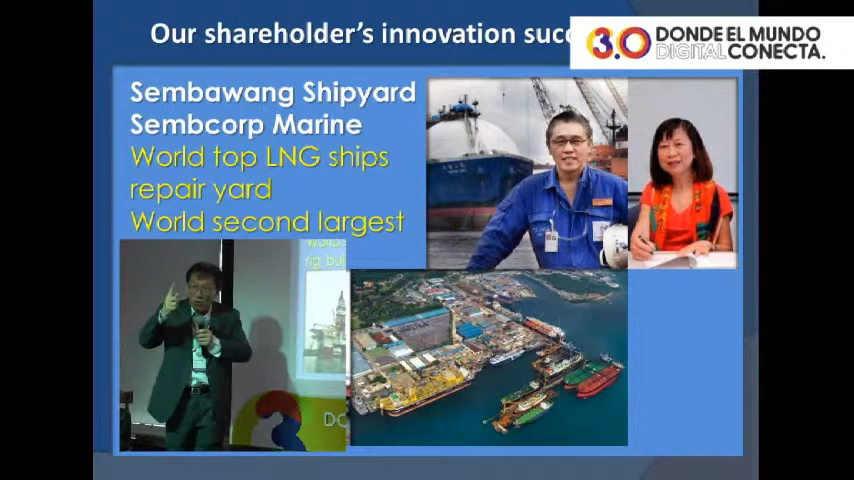 Our shareholder's innovation
3.0 DONDE EL MUNDO
DIGITAL CONECTA.
Sembawang Shipyard
Sembcorp Marine
World top LNG ships
repair yard
World second largest